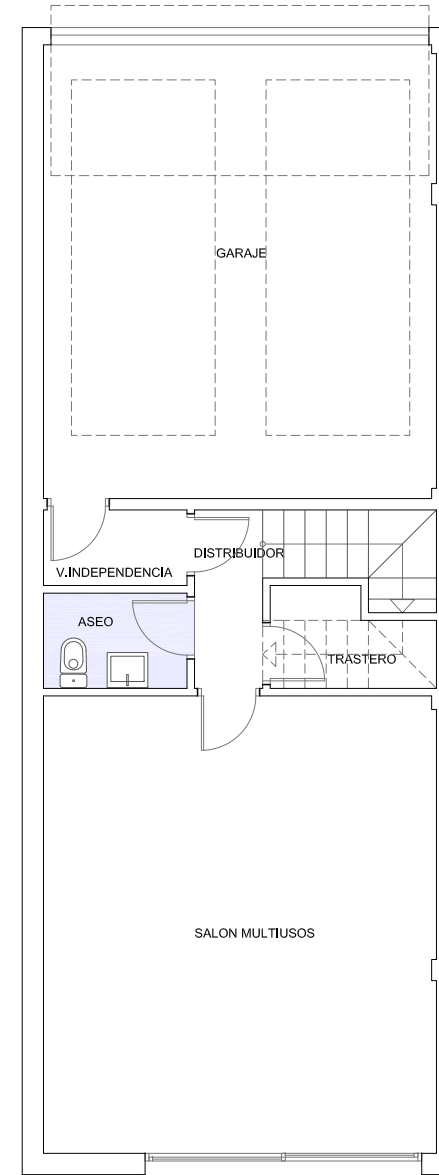 GARAJE
DISTRIBUIDOR
V.INDEPENDENCIA
ASEO
TRASTERO
SALON MULTIUSOS